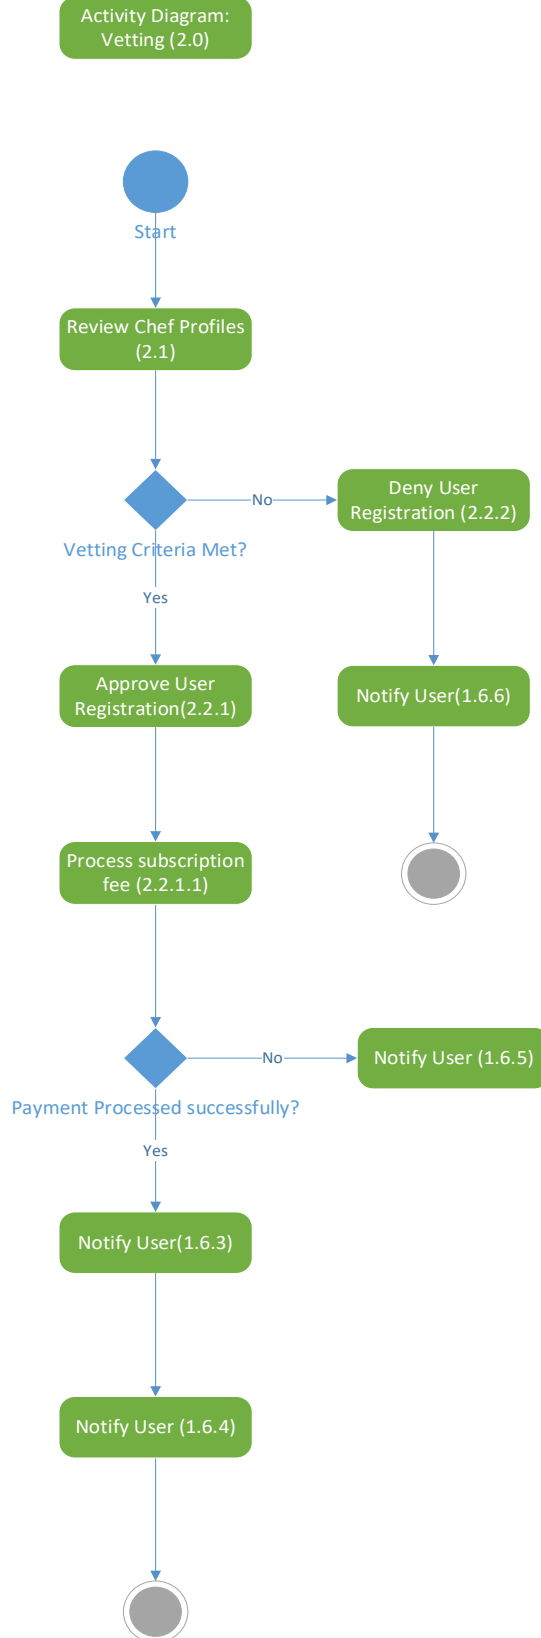 Activity Diagram:
Vetting (2.0)
Start
Review Chef Profiles
(2.1)
No
Deny User
Registration (2.2.2)
Vetting Criteria Met?
Yes
Approve User
Registration(2.2.1)
Notify User(1.6.6)
Process subscription
fee (2.2.1.1)
No
Notify User (1.6.5)
Payment Processed successfully?
Yes
Notify User(1.6.3)
Notify User (1.6.4)